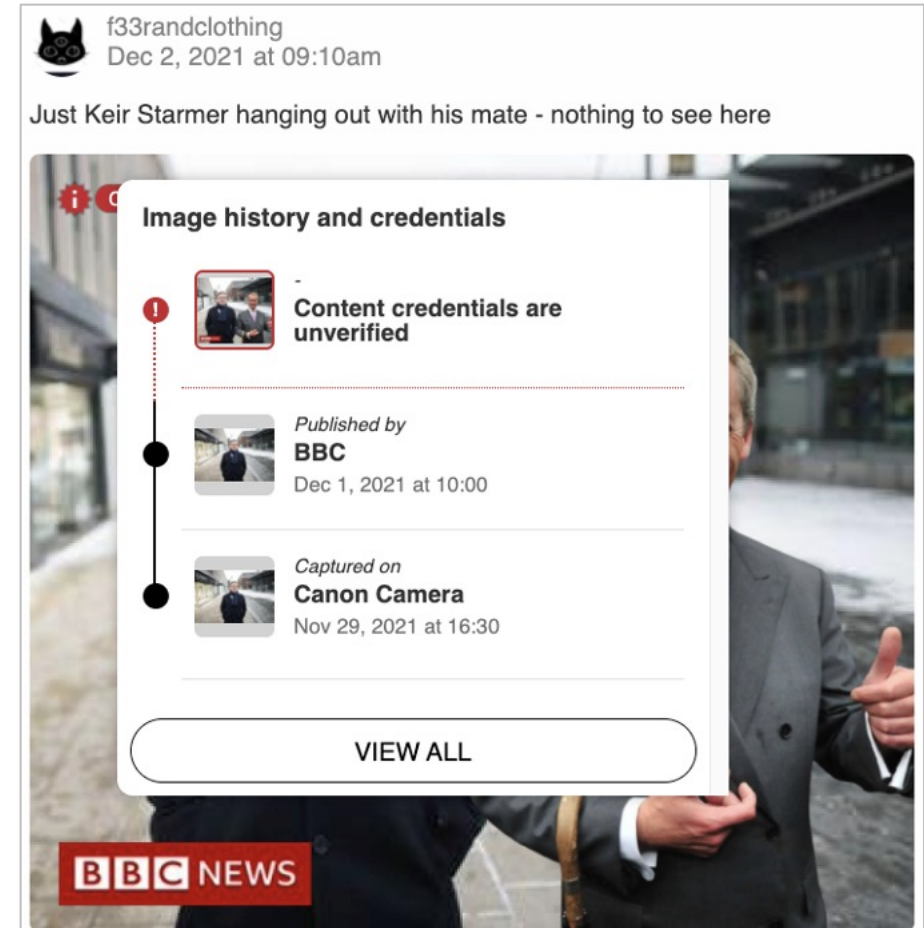 f33randclothing
Dec 2, 2021 at 09:10am
Just Keir Starmer hanging out with his mate - nothing to see here
i
Image history and credentials
!
-
Content credentials are
unverified
Published by
BBC
Dec 1, 2021 at 10:00
Captured on
Canon Camera
Nov 29, 2021 at 16:30
VIEW ALL
BBC NEWS